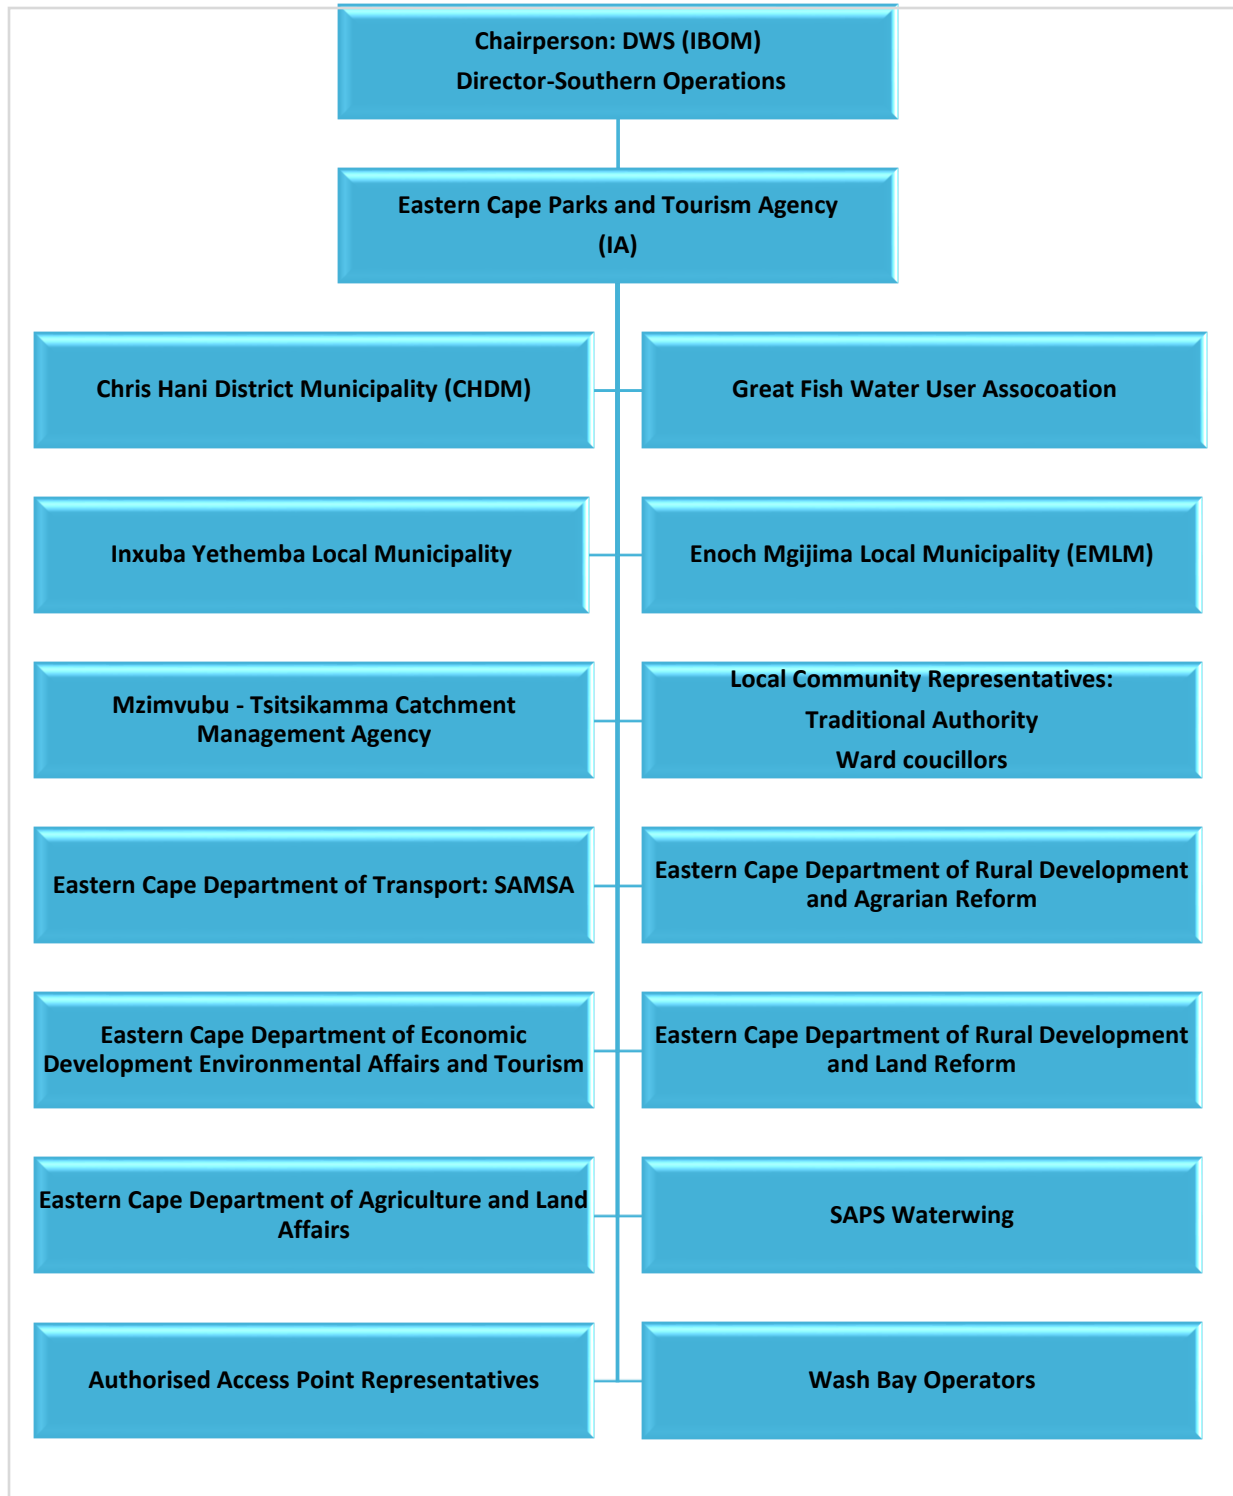 Chairperson: DWS (IBOM)
Director-Southern Operations
Eastern Cape Parks and Tourism Agency
(IA)
Chris Hani District Municipality (CHDM)
Great Fish Water User Assocoation
Inxuba Yethemba Local Municipality
Enoch Mgijima Local Municipality (EMLM)
Mzimvubu - Tsitsikamma Catchment
Management Agency
Local Community Representatives:
Traditional Authority
Ward coucillors
Eastern Cape Department of Transport: SAMSA
Eastern Cape Department of Rural Development
and Agrarian Reform
Eastern Cape Department of Economic
Development Environmental Affairs and Tourism
Eastern Cape Department of Rural Development
and Land Reform
Eastern Cape Department of Agriculture and Land
Affairs
SAPS Waterwing
Authorised Access Point Representatives
Wash Bay Operators